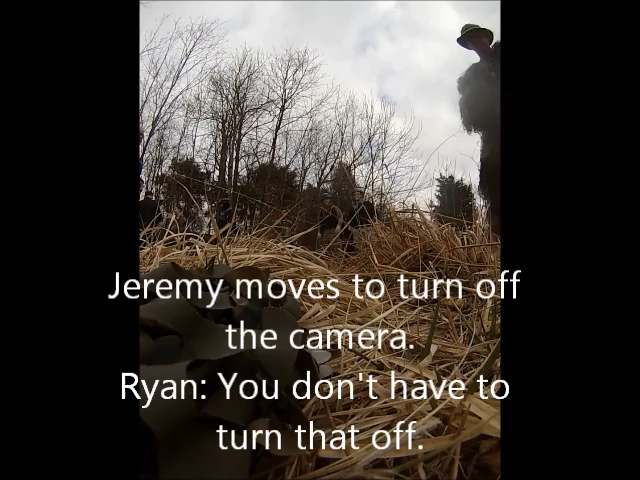 Jeremy moves to turn off
the camera.
Ryan: You don't have to
turn that off.